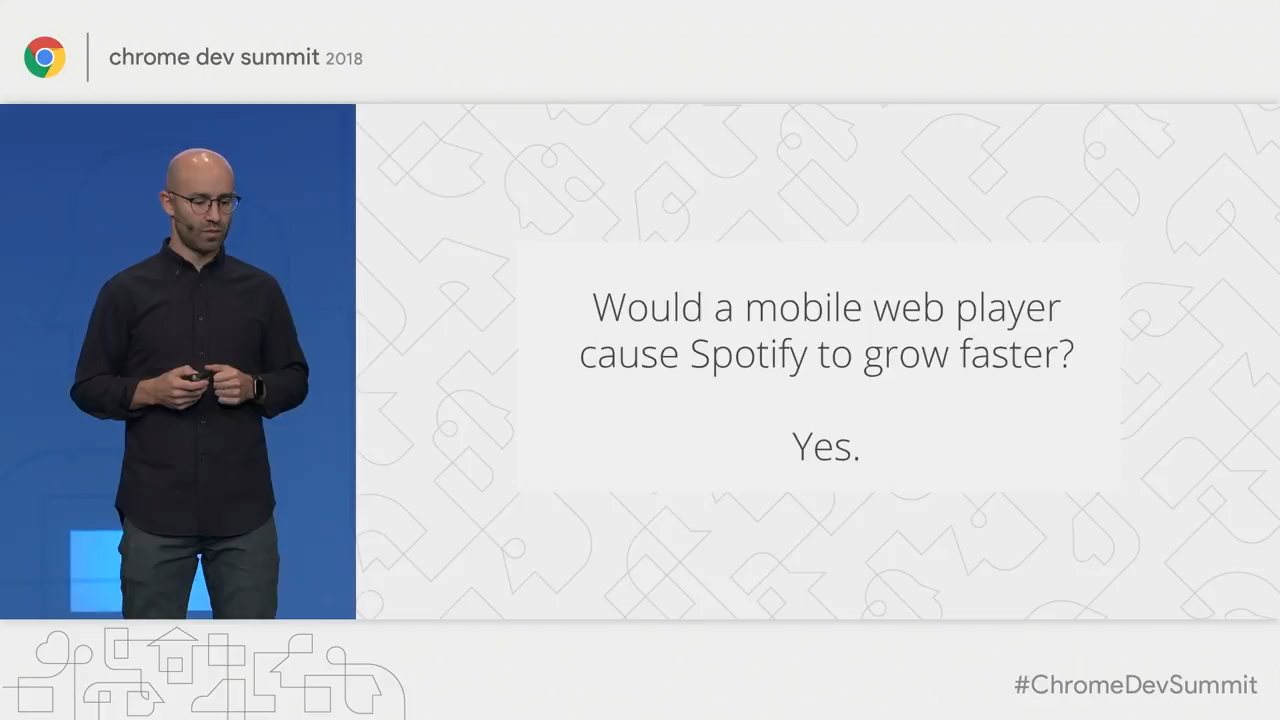 chrome dev summit 2018
Would a mobile web player
cause Spotify to grow faster?
Yes.
#ChromeDevSummit